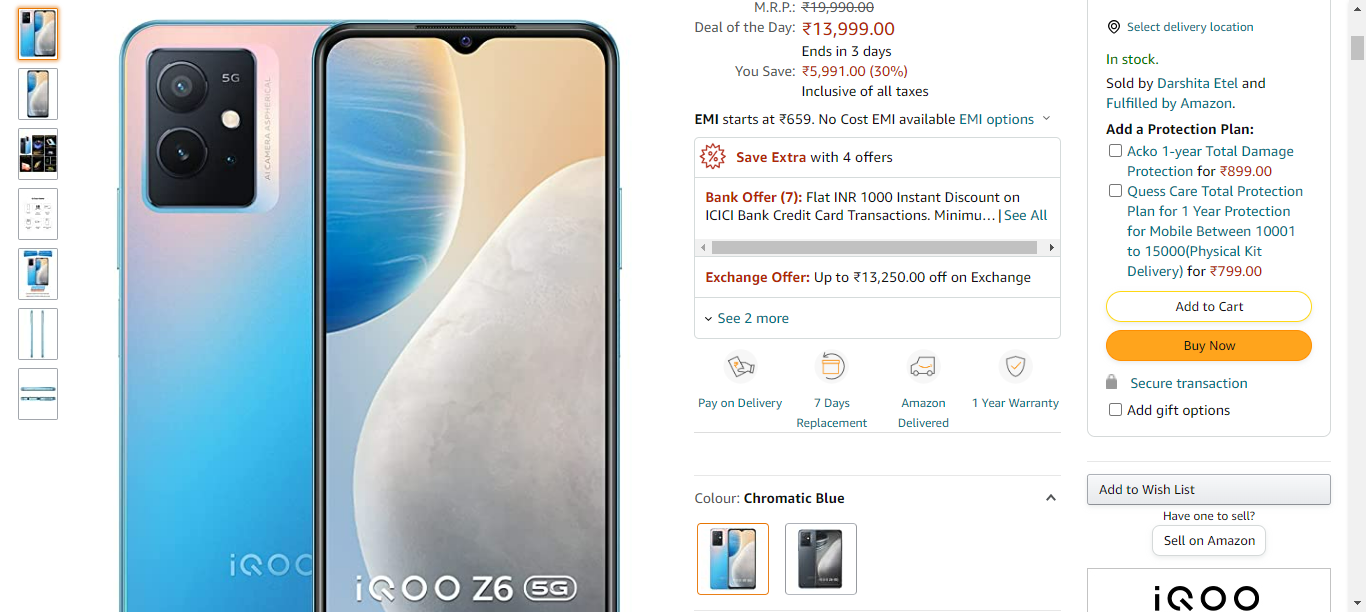 5G
AI CAMERA ASPHERICAL
iQOO
iQOO Z6 5G
M.R.P.: ₹19,990.00
Deal of the Day: ₹13,999.00
Ends in 3 days
You Save: ₹5,991.00 (30%)
Inclusive of all taxes
EMI starts at ₹659. No Cost EMI available EMI options
Save Extra with 4 offers
Bank Offer (7): Flat INR 1000 Instant Discount on
ICICI Bank Credit Card Transactions. Minimu... | See All
Exchange Offer: Up to ₹13,250.00 off on Exchange
See 2 more
Pay on Delivery
7 Days
Replacement
Amazon
Delivered
1 Year Warranty
Colour: Chromatic Blue
Select delivery location
In stock.
Sold by Darshita Etel and
Fulfilled by Amazon.
Add a Protection Plan:
Acko 1-year Total Damage
Protection for ₹899.00
Quess Care Total Protection
Plan for 1 Year Protection
for Mobile Between 10001
to 15000(Physical Kit
Delivery) for ₹799.00
Add to Cart
Buy Now
Secure transaction
Add gift options
Add to Wish List
Have one to sell?
Sell on Amazon
iQOO